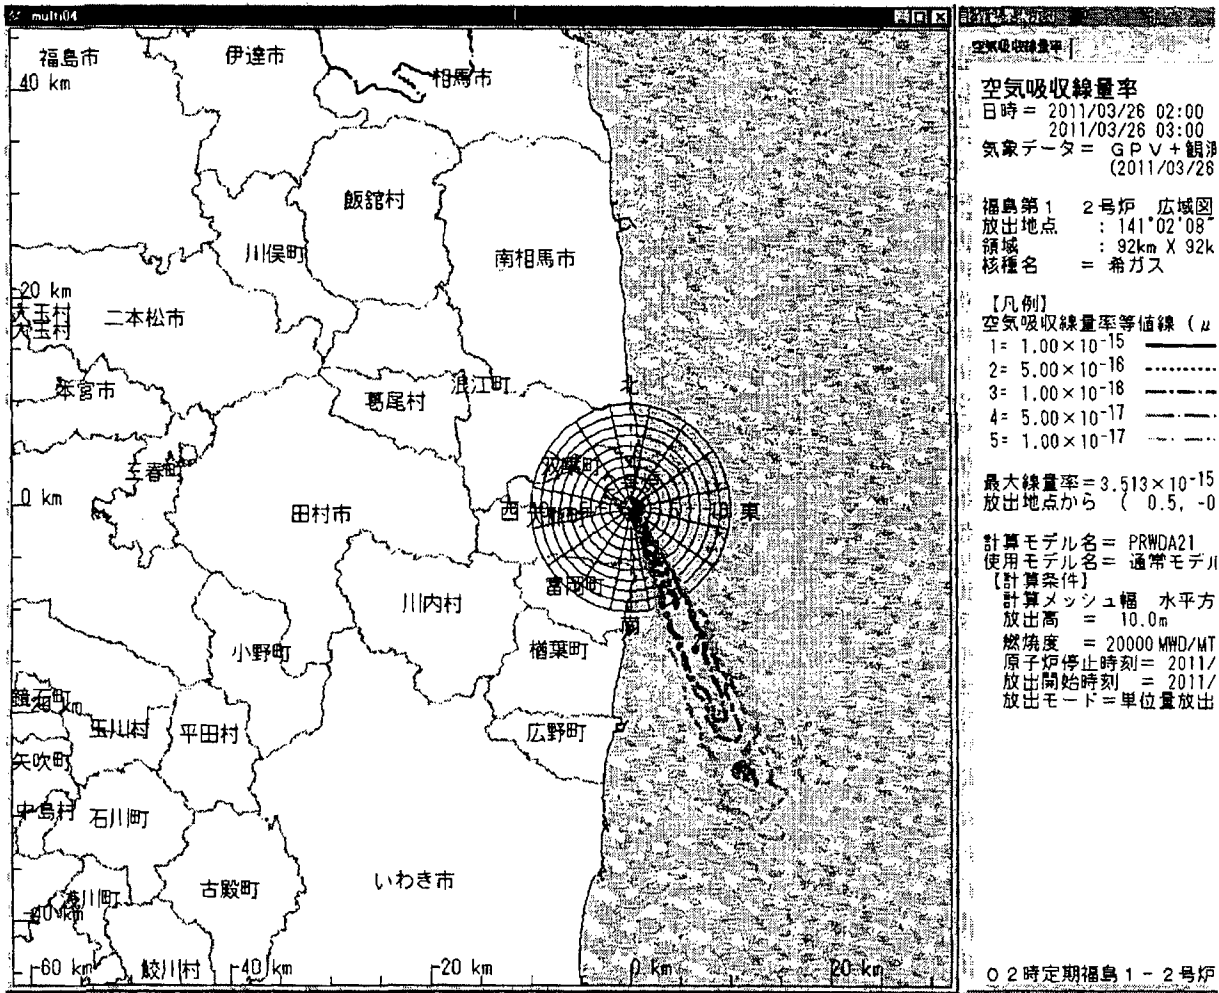 multi04
福島市
伊達市
相馬市
40 km
飯舘村
川俣町
南相馬市
20 km
大玉村
大玉村
二本松市
本宮市
葛尾村
浪江町
北
三春町
双葉町
0 km
田村市
西
東
富岡町
川内村
南
小野町
楢葉町
玉川村
平田村
広野町
矢吹町
中島村
石川町
古殿町
いわき市
浅川町
-40 km
鮫川村
-60 km
-40 km
-20 km
0 km
20 km
空気吸収線量率
空気吸収線量率
日時= 2011/03/26 02:00
2011/03/26 03:00
気象データ= GPV+観測
(2011/03/26
福島第1 2号炉 広域図
放出地点 : 141°02'08"
領域 : 92km X 92k
核種名 = 希ガス
【凡例】
空気吸収線量率等値線 (μ
1= 1.00×10-15
2= 5.00×10-16
3= 1.00×10-16
4= 5.00×10-17
5= 1.00×10-17
最大線量率=3.513×10-15
放出地点から ( 0.5, -0
計算モデル名= PRWDA21
使用モデル名= 通常モデル
【計算条件】
計算メッシュ幅 水平方
放出高 = 10.0m
燃焼度 = 20000MWD/MT
原子炉停止時刻= 2011/
放出開始時刻 = 2011/
放出モード=単位量放出
02時定期福島1-2号炉